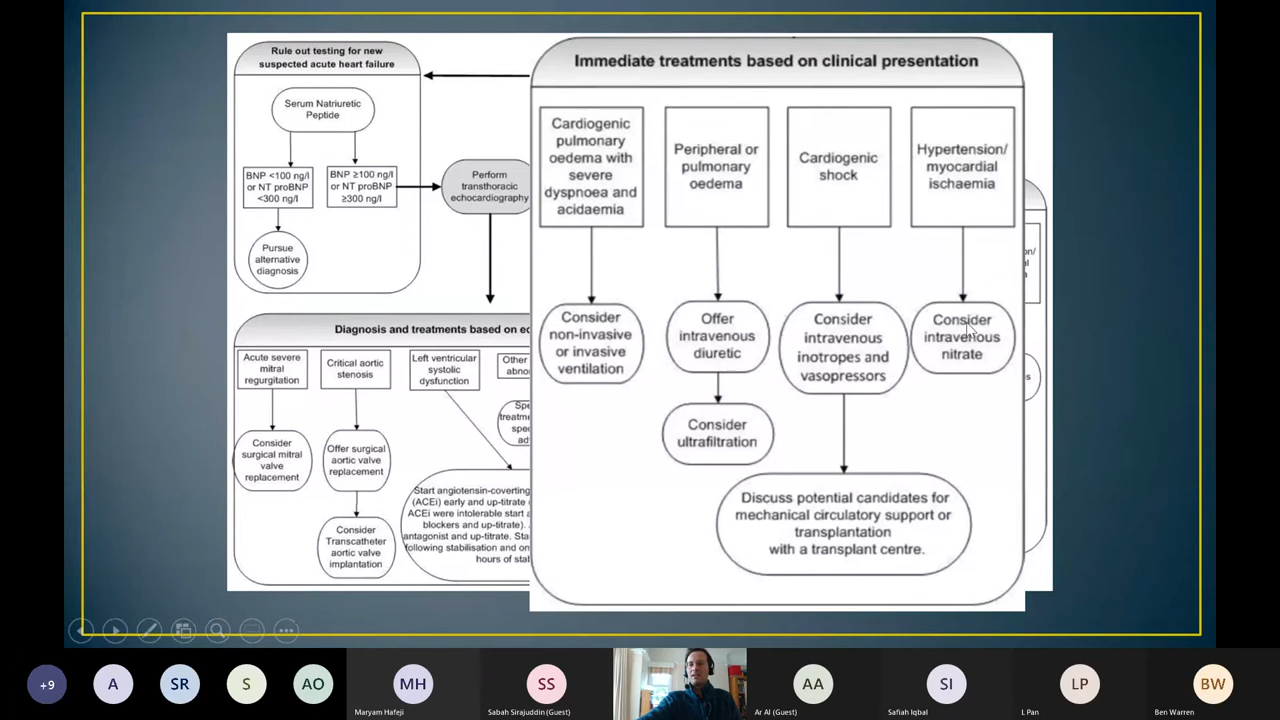 Rule out testing for new
suspected acute heart failure
Serum Natriuretic
Peptide
BNP <100 ng/l
or NT proBNP
<300 ng/l
BNP ≥100 ng/l
or NT proBNP
≥300 ng/l
Pursue
alternative
diagnosis
Perform
transthoracic
echocardiography
Diagnosis and treatments based on ec
Acute severe
mitral
regurgitation
Critical aortic
stenosis
Left ventricular
systolic
dysfunction
Other
abno
Consider
surgical mitral
valve
replacement
Offer surgical
aortic valve
replacement
Consider
Transcatheter
aortic valve
implantation
Spe
treatm
spec
ad
Start angiotensin-coverting
(ACEi) early and up-titrate
ACEi were intolerable start a
blockers and up-titrate).
antagonist and up-titrate. Sta
following stabilisation and on
hours of stal
Immediate treatments based on clinical presentation
Cardiogenic
pulmonary
oedema with
severe
dyspnoea and
acidaemia
Peripheral or
pulmonary
oedema
Cardiogenic
shock
Hypertension/
myocardial
ischaemia
Consider
non-invasive
or invasive
ventilation
Offer
intravenous
diuretic
Consider
intravenous
inotropes and
vasopressors
Consider
intravenous
nitrate
Consider
ultrafiltration
Discuss potential candidates for
mechanical circulatory support or
transplantation
with a transplant centre.
on/
+9
A
SR
S
AO
MH
Maryam Hafeji
SS
Sabah Sirajuddin (Guest)
AA
Ar Al (Guest)
SI
Safiah Iqbal
LP
L Pan
BW
Ben Warren